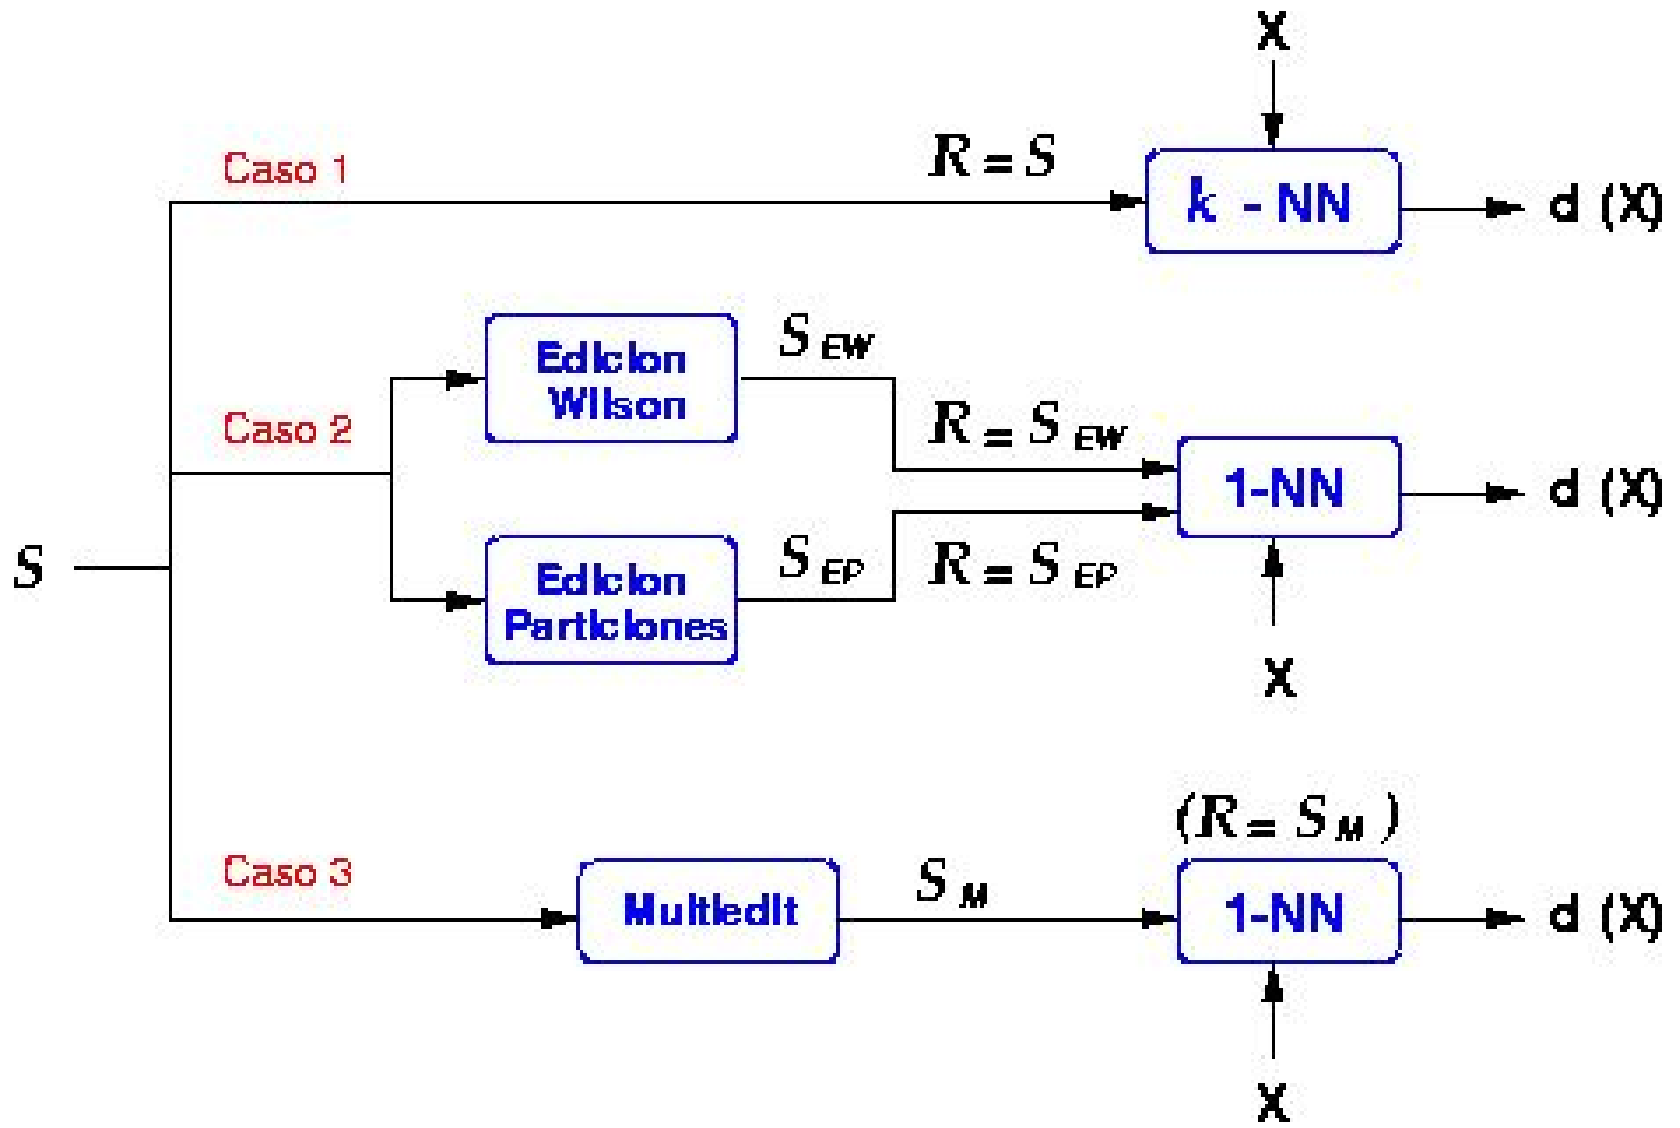 X
Caso 1
R = S
k - NN
d (X)
Edicion
Wilson
S EW
Caso 2
R = S EW
1-NN
d (X)
S
Edicion
Particiones
S EP
R = S EP
X
(R = S M )
Caso 3
Multiedit
S M
1-NN
d (X)
X